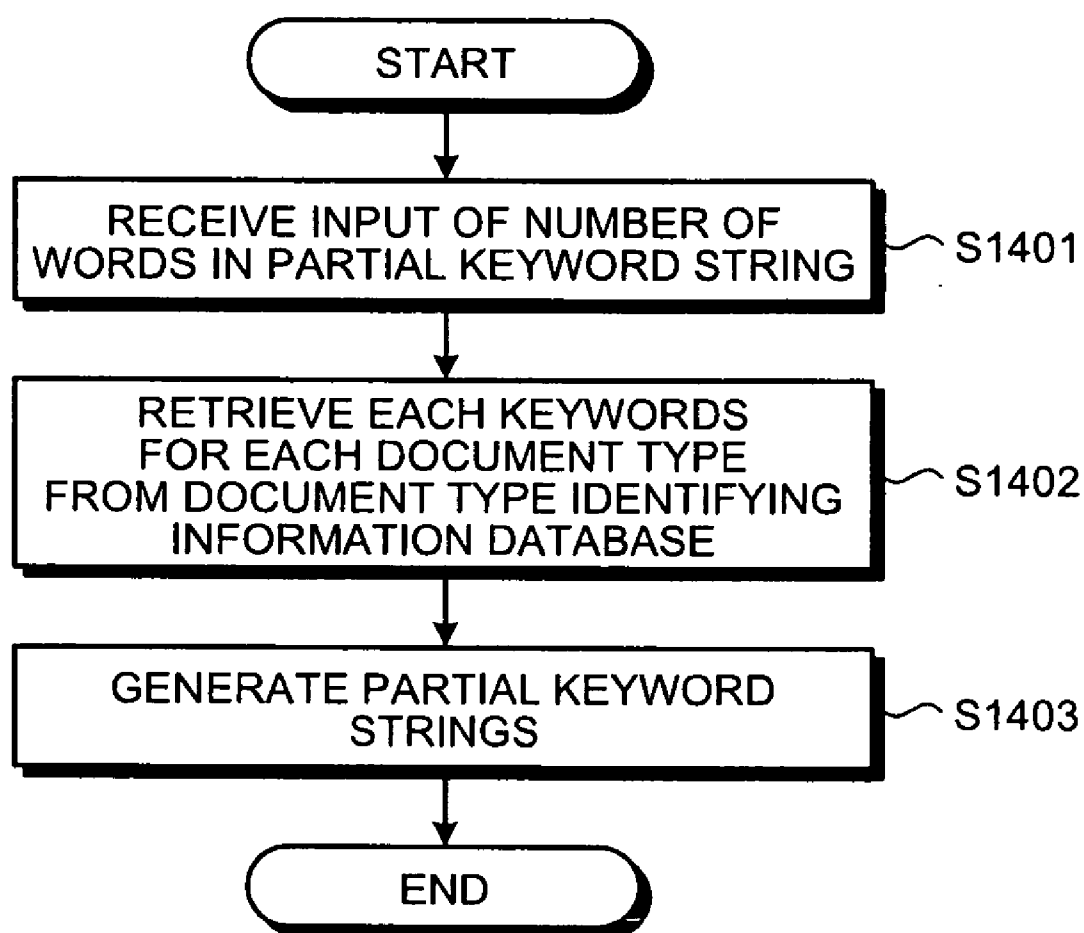 START
RECEIVE INPUT OF NUMBER OF
WORDS IN PARTIAL KEYWORD STRING
S1401
RETRIEVE EACH KEYWORDS
FOR EACH DOCUMENT TYPE
FROM DOCUMENT TYPE IDENTIFYING
INFORMATION DATABASE
S1402
GENERATE PARTIAL KEYWORD
STRINGS
S1403
END